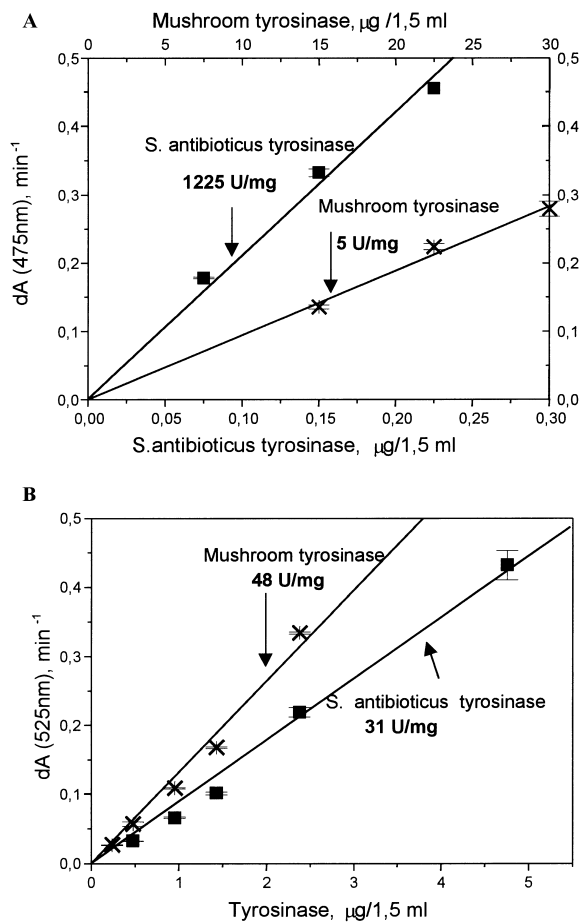 A
Mushroom tyrosinase, μg /1,5 ml
0 5 10 15 20 25 30
0,5 0,5
0,4 0,4
0,3 0,3
0,2 0,2
0,1 0,1
0,0 0,0
dA (475nm), min-1
S. antibioticus tyrosinase
1225 U/mg
Mushroom tyrosinase
5 U/mg
0,00 0,05 0,10 0,15 0,20 0,25 0,30
S.antibioticus tyrosinase, μg/1,5 ml
B
0,5
0,4
0,3
0,2
0,1
0,0
dA (525nm), min-1
Mushroom tyrosinase
48 U/mg
S. antibioticus tyrosinase
31 U/mg
0 1 2 3 4 5
Tyrosinase, μg/1,5 ml